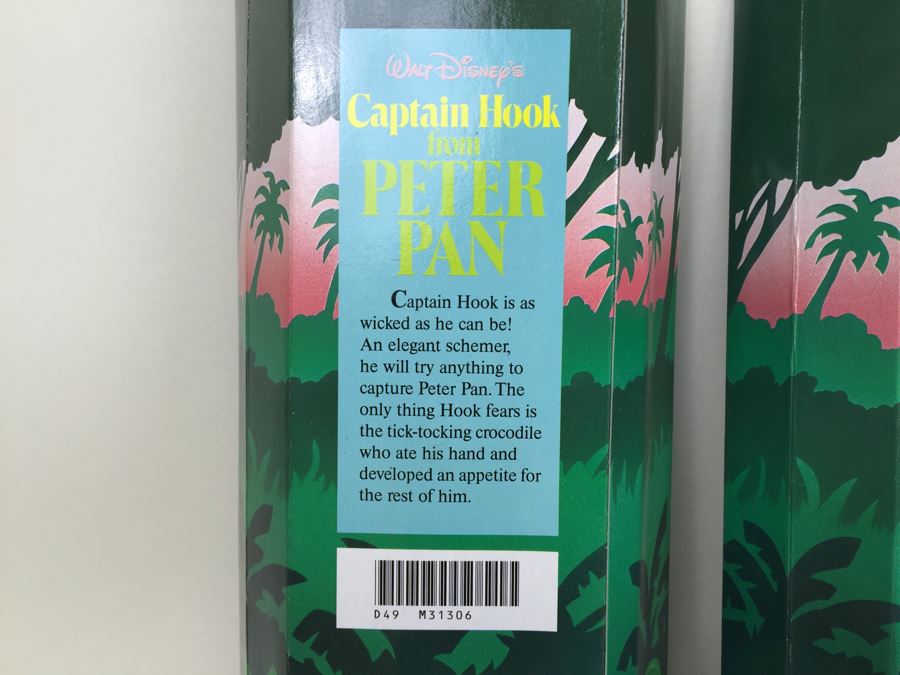 Walt Disney's
Captain Hook
from
PETER
PAN
Captain Hook is as
wicked as he can be!
An elegant schemer,
he will try anything to
capture Peter Pan. The
only thing Hook fears is
the tick-tocking crocodile
who ate his hand and
developed an appetite for
the rest of him.
D49 M31306